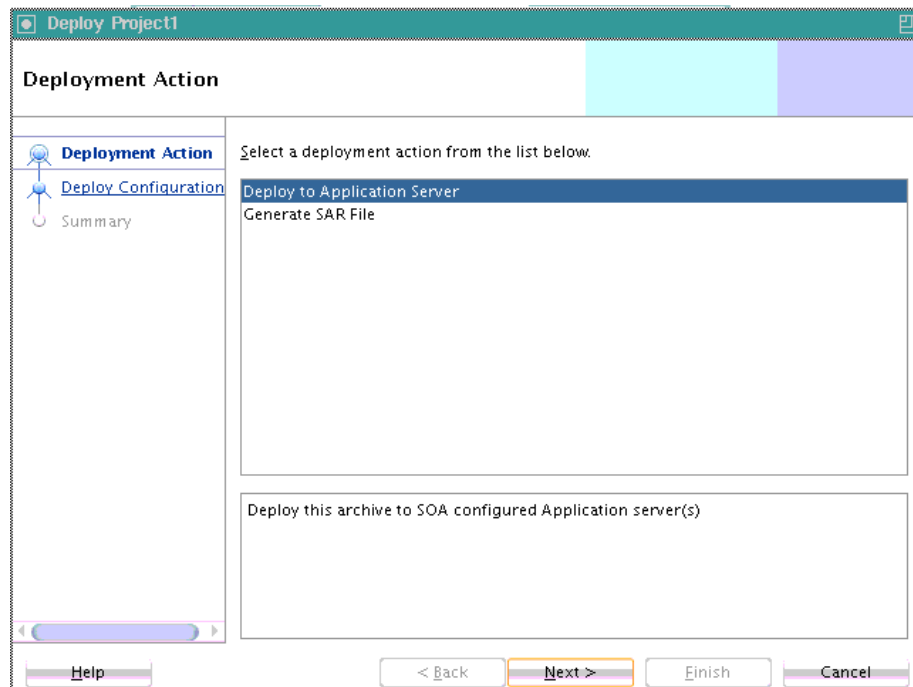 Deploy Project1
Deployment Action
Deployment Action
Deploy Configuration
Summary
Select a deployment action from the list below.
Deploy to Application Server
Generate SAR File
Deploy this archive to SOA configured Application server(s)
Help
< Back
Next >
Finish
Cancel